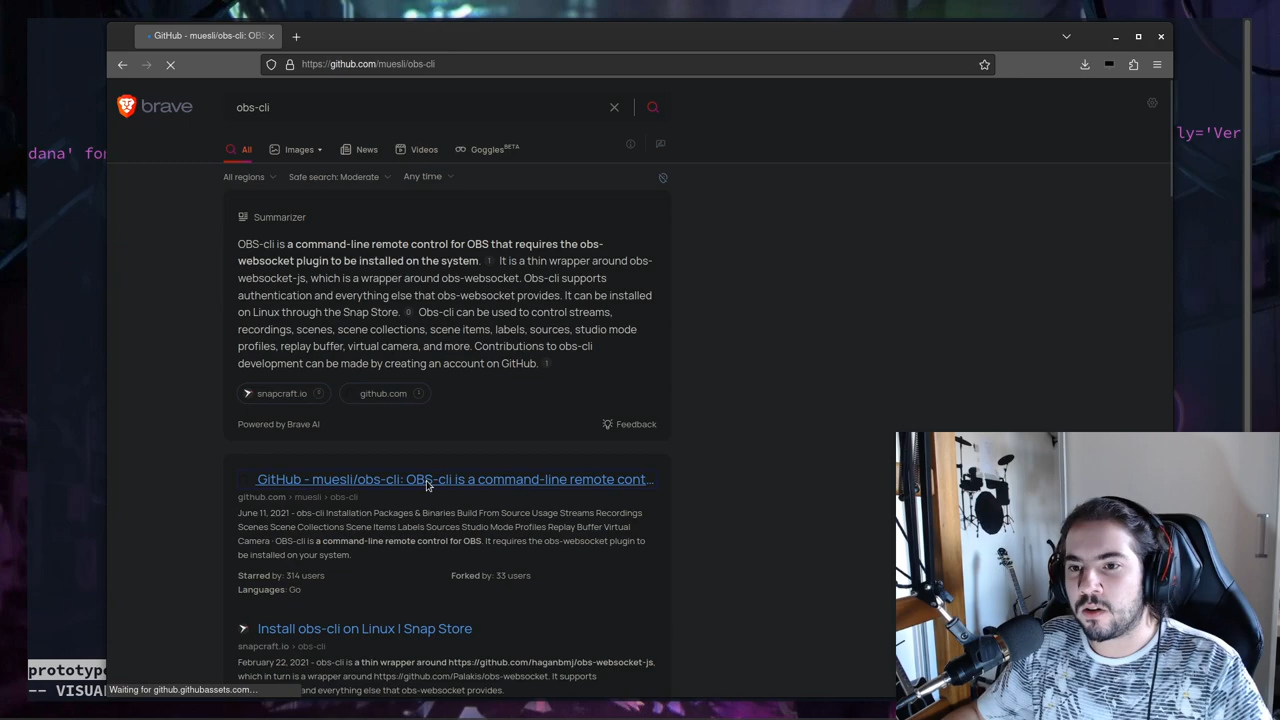 GitHub - muesli/obs-cli: OBS
https://github.com/muesli/obs-cli
brave
obs-cli
All
Images
News
Videos
Goggles BETA
All regions
Safe search: Moderate
Any time
Summarizer
OBS-cli is a command-line remote control for OBS that requires the obs-
websocket plugin to be installed on the system. 1 It is a thin wrapper around obs-
websocket-js, which is a wrapper around obs-websocket. Obs-cli supports
authentication and everything else that obs-websocket provides. It can be installed
on Linux through the Snap Store. 0 Obs-cli can be used to control streams,
recordings, scenes, scene collections, scene items, labels, sources, studio mode
profiles, replay buffer, virtual camera, and more. Contributions to obs-cli
development can be made by creating an account on GitHub. 1
snapcraft.io 0
github.com 1
Powered by Brave AI
Feedback
GitHub - muesli/obs-cli: OBS-cli is a command-line remote cont...
github.com › muesli › obs-cli
June 11, 2021 - obs-cli Installation Packages & Binaries Build From Source Usage Streams Recordings
Scenes Scene Collections Scene Items Labels Sources Studio Mode Profiles Replay Buffer Virtual
Camera · OBS-cli is a command-line remote control for OBS. It requires the obs-websocket plugin to
be installed on your system.
Starred by: 314 users
Forked by: 33 users
Languages: Go
Install obs-cli on Linux | Snap Store
snapcraft.io › obs-cli
February 22, 2021 - obs-cli is a thin wrapper around https://github.com/haganbmj/obs-websocket-js,
which in turn is a wrapper around https://github.com/Palakis/obs-websocket. It supports
and everything else that obs-websocket provides.
Waiting for github.githubassets.com...
ly='Ver
dana' for
prototype
-- VISUA